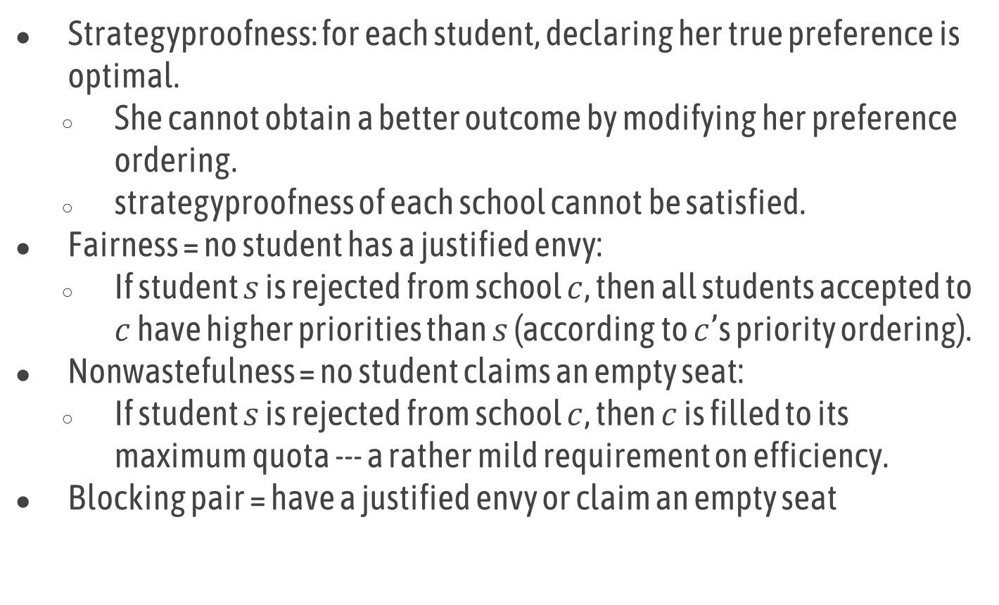 ● Strategyproofness: for each student, declaring her true preference is
optimal.
○ She cannot obtain a better outcome by modifying her preference
ordering.
○ strategyproofness of each school cannot be satisfied.
● Fairness = no student has a justified envy:
○ If student s is rejected from school c, then all students accepted to
c have higher priorities than s (according to c’s priority ordering).
● Nonwastefulness = no student claims an empty seat:
○ If student s is rejected from school c, then c is filled to its
maximum quota --- a rather mild requirement on efficiency.
● Blocking pair = have a justified envy or claim an empty seat